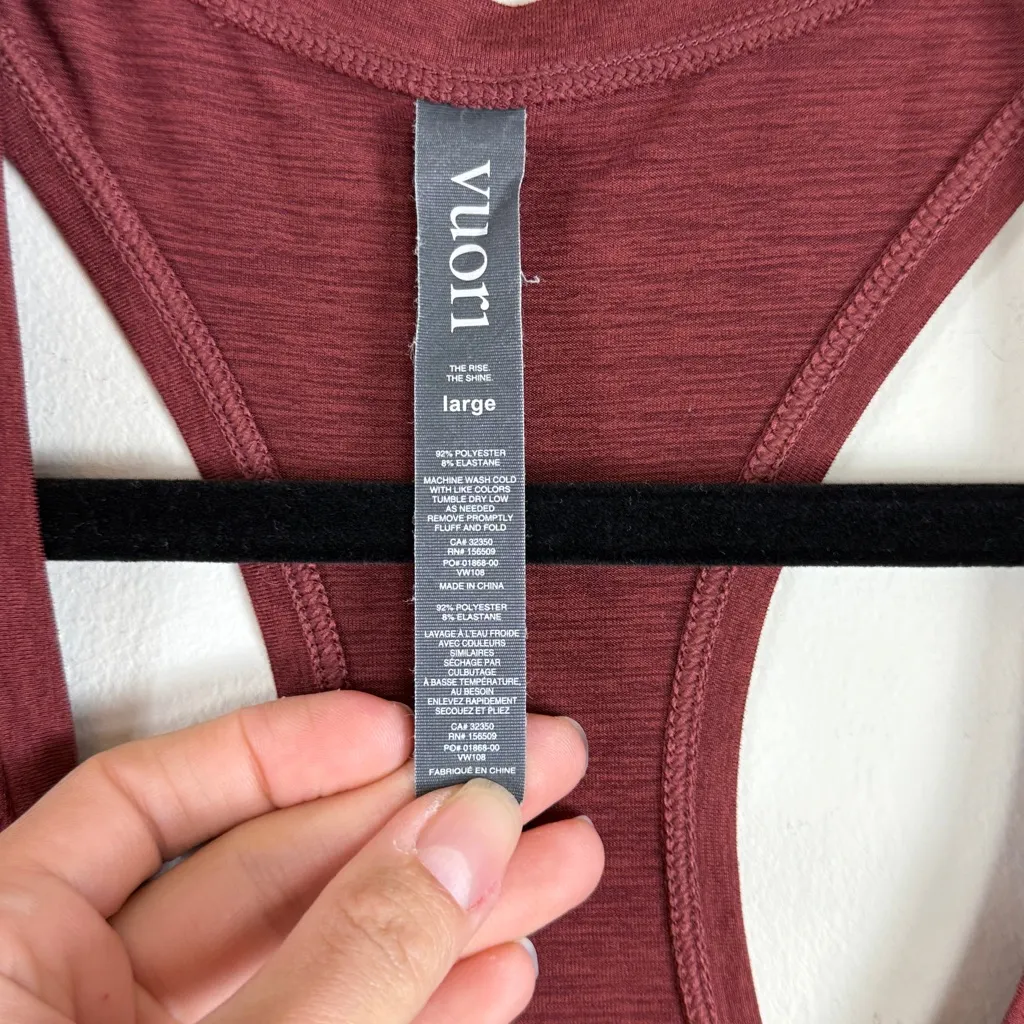 vuori
THE RISE.
THE SHINE.
large
92% POLYESTER
8% ELASTANE
MACHINE WASH COLD
WITH LIKE COLORS
TUMBLE DRY LOW
AS NEEDED
REMOVE PROMPTLY
FLUFF AND FOLD
CA# 32350
RN# 156509
PO# 01868-00
VW108
MADE IN CHINA
92% POLYESTER
8% ELASTANE
LAVAGE À L'EAU FROIDE
AVEC COULEURS
SIMILAIRES
SÉCHAGE PAR
CULBUTAGE
À BASSE TEMPÉRATURE,
AU BESOIN
ENLEVEZ RAPIDEMENT
SECOUEZ ET PLIEZ
CA# 32350
RN# 156509
PO# 01868-00
VW108
FABRIQUÉ EN CHINE